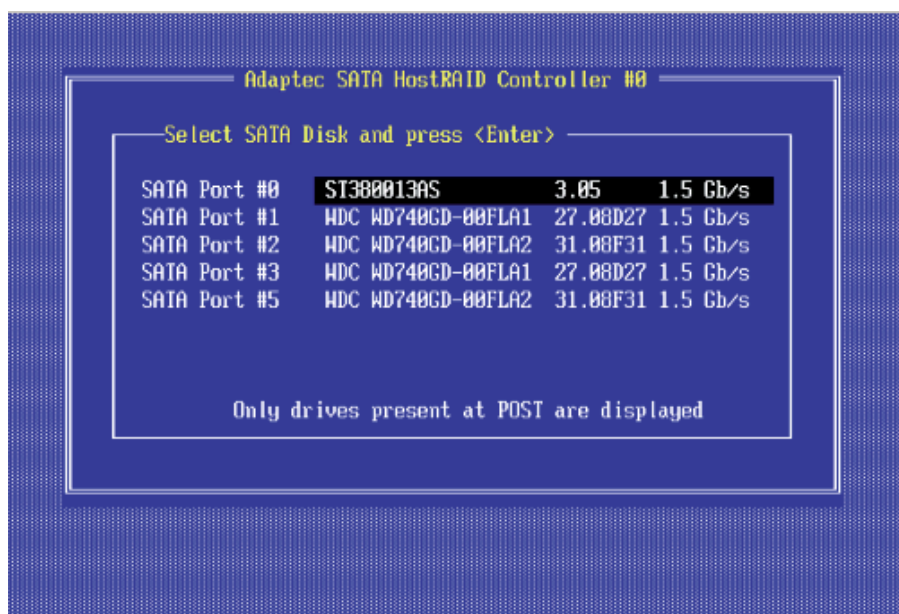 Adaptec SATA HostRAID Controller #0
Select SATA Disk and press <Enter>
SATA Port #0 ST380013AS 3.05 1.5 Gb/s
SATA Port #1 WDC WD740GD-00FLA1 27.08D27 1.5 Gb/s
SATA Port #2 WDC WD740GD-00FLA2 31.08F31 1.5 Gb/s
SATA Port #3 WDC WD740GD-00FLA1 27.08D27 1.5 Gb/s
SATA Port #5 WDC WD740GD-00FLA2 31.08F31 1.5 Gb/s
Only drives present at POST are displayed